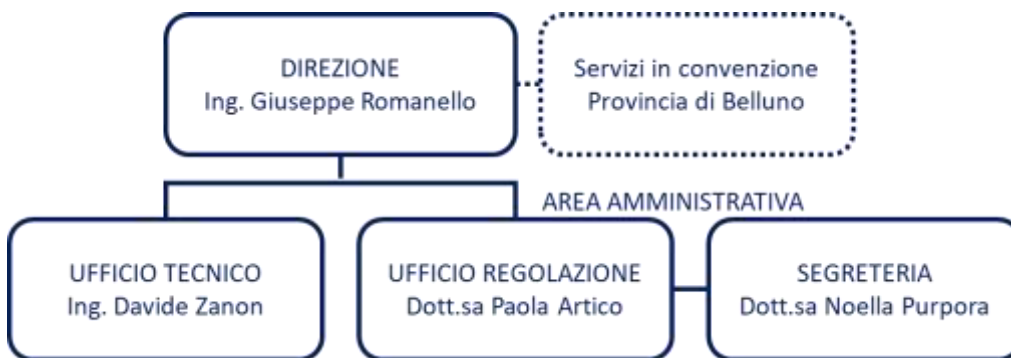 DIREZIONE
Ing. Giuseppe Romanello
Servizi in convenzione
Provincia di Belluno
AREA AMMINISTRATIVA
UFFICIO TECNICO
Ing. Davide Zanon
UFFICIO REGOLAZIONE
Dott.sa Paola Artico
SEGRETERIA
Dott.sa Noella Purpora